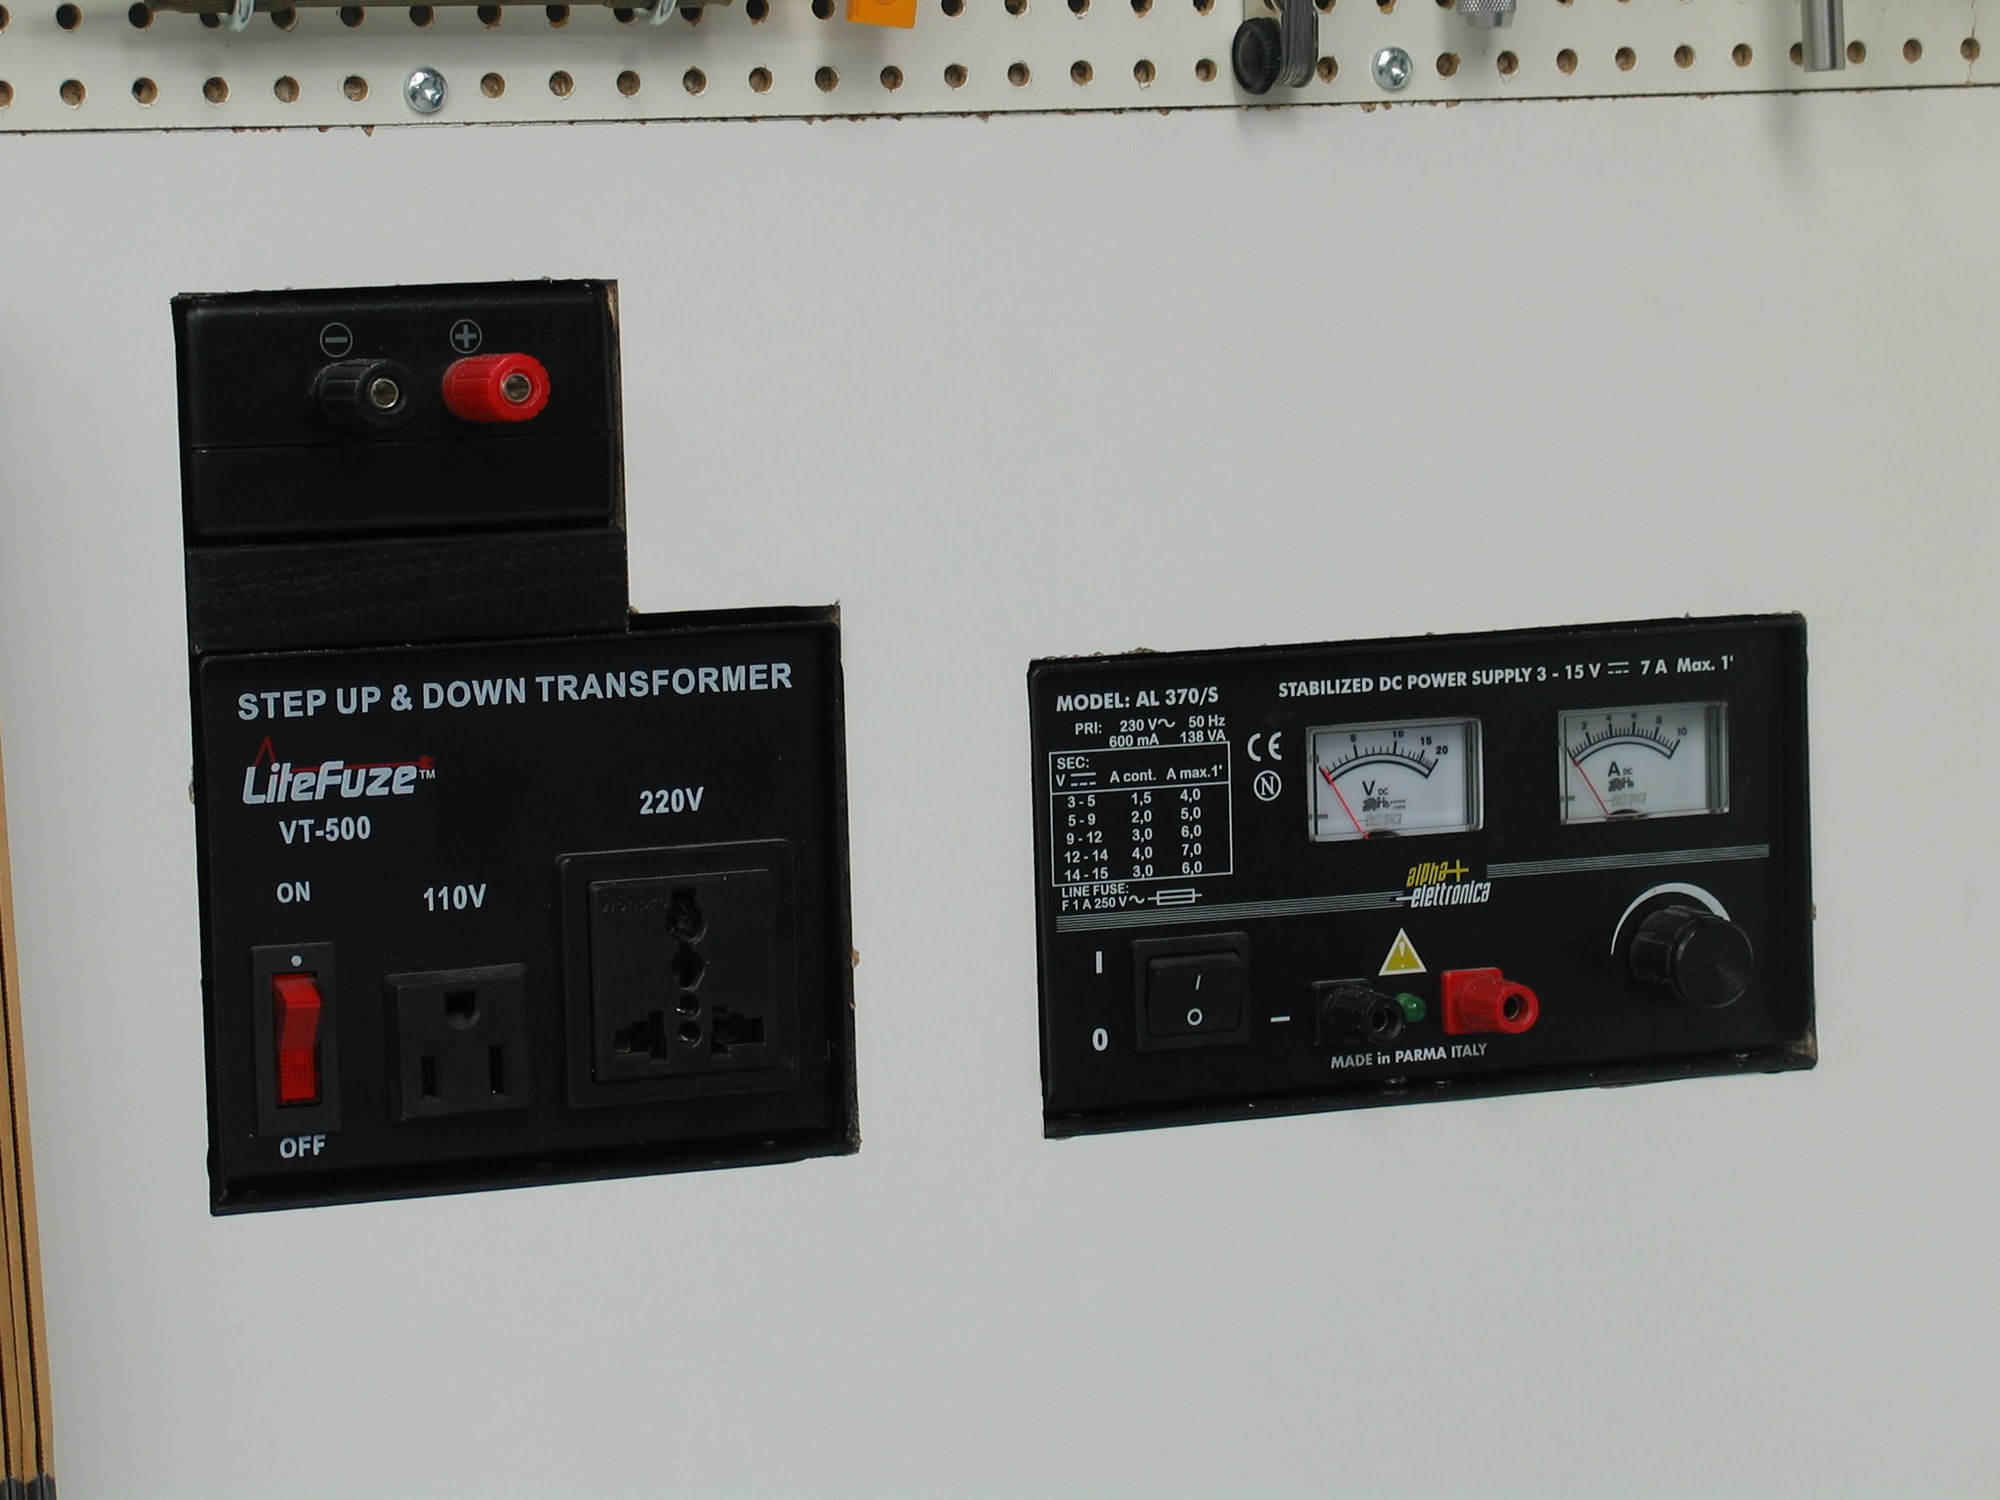 − +
STEP UP & DOWN TRANSFORMER
LiteFuze™
VT-500
220V
ON
110V
OFF
MODEL: AL 370/S
STABILIZED DC POWER SUPPLY 3 - 15 V ⎓ 7 A Max. 1'
PRI: 230 V~ 50 Hz
600 mA 138 VA
SEC:
V ⎓ A cont. A max.1'
3 - 5 1,5 4,0
5 - 9 2,0 5,0
9 - 12 3,0 6,0
12 - 14 4,0 7,0
14 - 15 3,0 6,0
LINE FUSE:
F 1 A 250 V~
CE
N
5 10 15 20
V DC
elettronica
2 4 6 8 10
A DC
elettronica
alpha+
elettronica
I
0
I
O
−
MADE in PARMA ITALY